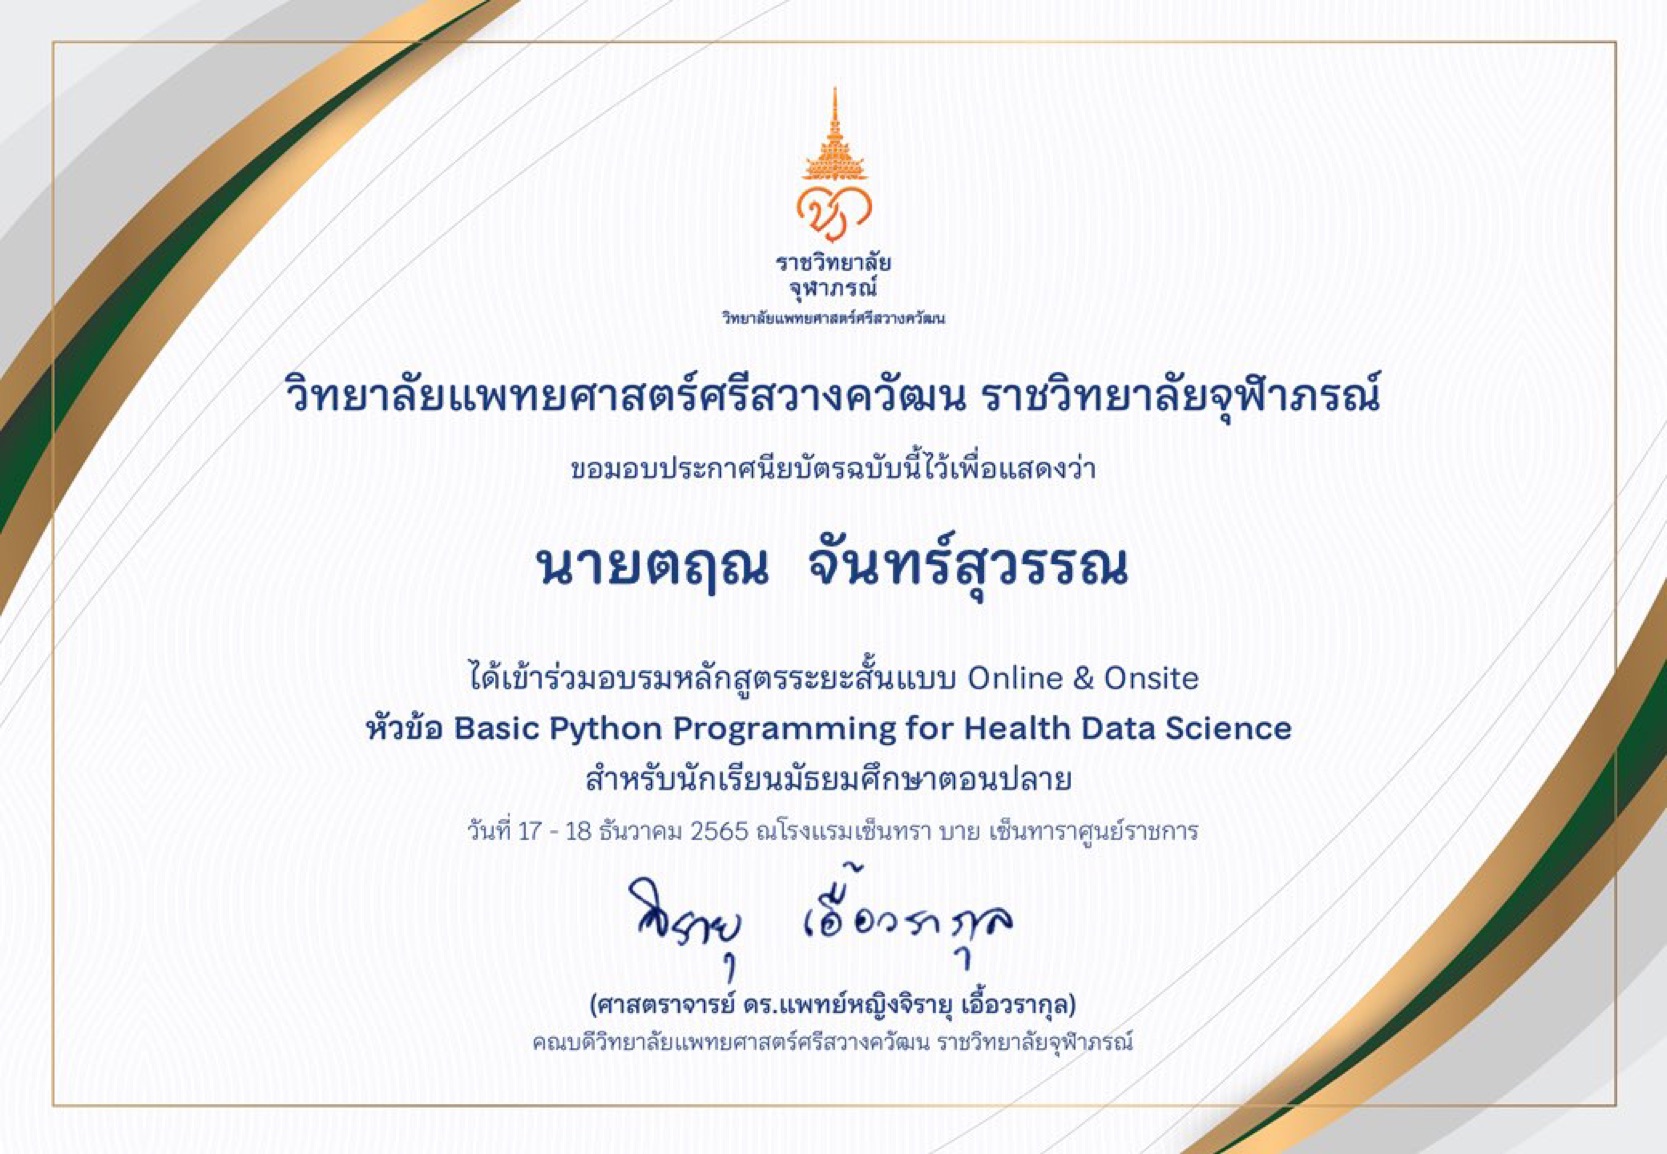 ราชวิทยาลัย
จุฬาภรณ์
วิทยาลัยแพทยศาสตร์ศรีสวางควัฒน
วิทยาลัยแพทยศาสตร์ศรีสวางควัฒน ราชวิทยาลัยจุฬาภรณ์
ขอมอบประกาศนียบัตรฉบับนี้ไว้เพื่อแสดงว่า
นายตฤณ จันทร์สุวรรณ
ได้เข้าร่วมอบรมหลักสูตรระยะสั้นแบบ Online & Onsite
หัวข้อ Basic Python Programming for Health Data Science
สำหรับนักเรียนมัธยมศึกษาตอนปลาย
วันที่ 17 - 18 ธันวาคม 2565 ณโรงแรมเซ็นทรา บาย เซ็นทาราศูนย์ราชการ
จิรายุ เอื้อวรากุล
(ศาสตราจารย์ ดร.แพทย์หญิงจิรายุ เอื้อวรากุล)
คณบดีวิทยาลัยแพทยศาสตร์ศรีสวางควัฒน ราชวิทยาลัยจุฬาภรณ์